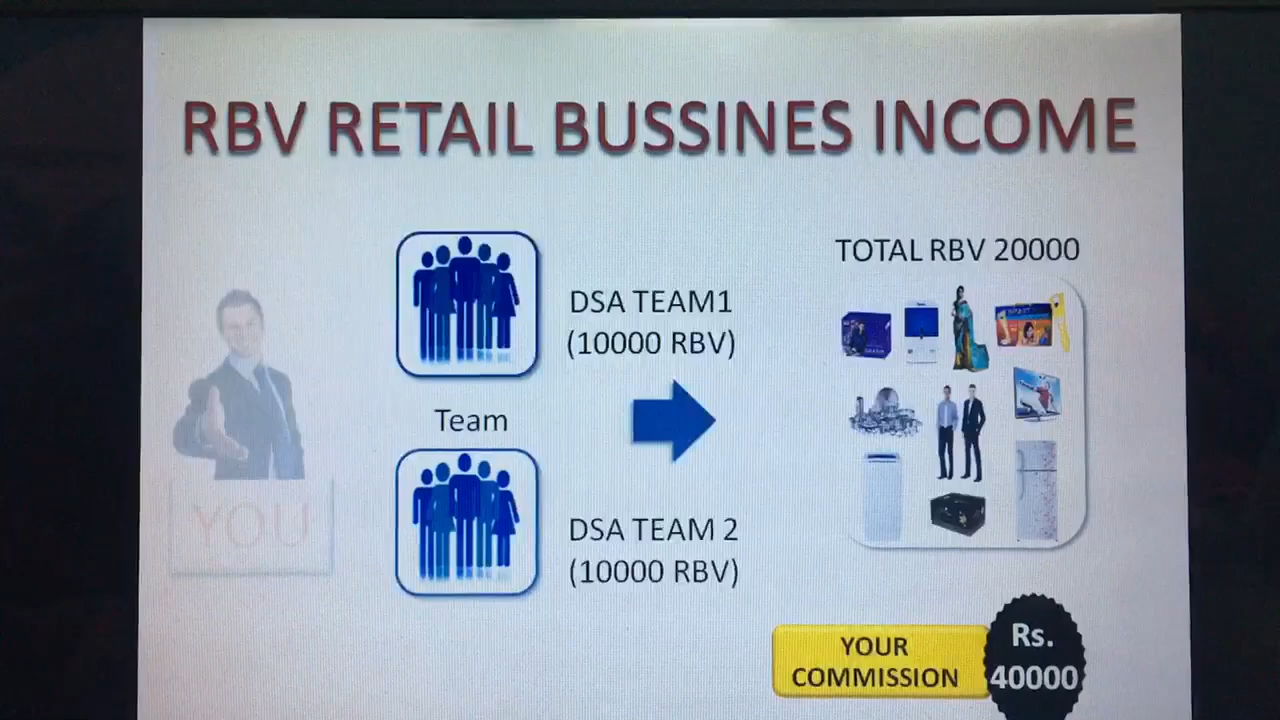 RBV RETAIL BUSSINES INCOME
TOTAL RBV 20000
DSA TEAM1
(10000 RBV)
Team
YOU
DSA TEAM 2
(10000 RBV)
YOUR
COMMISSION
Rs.
40000